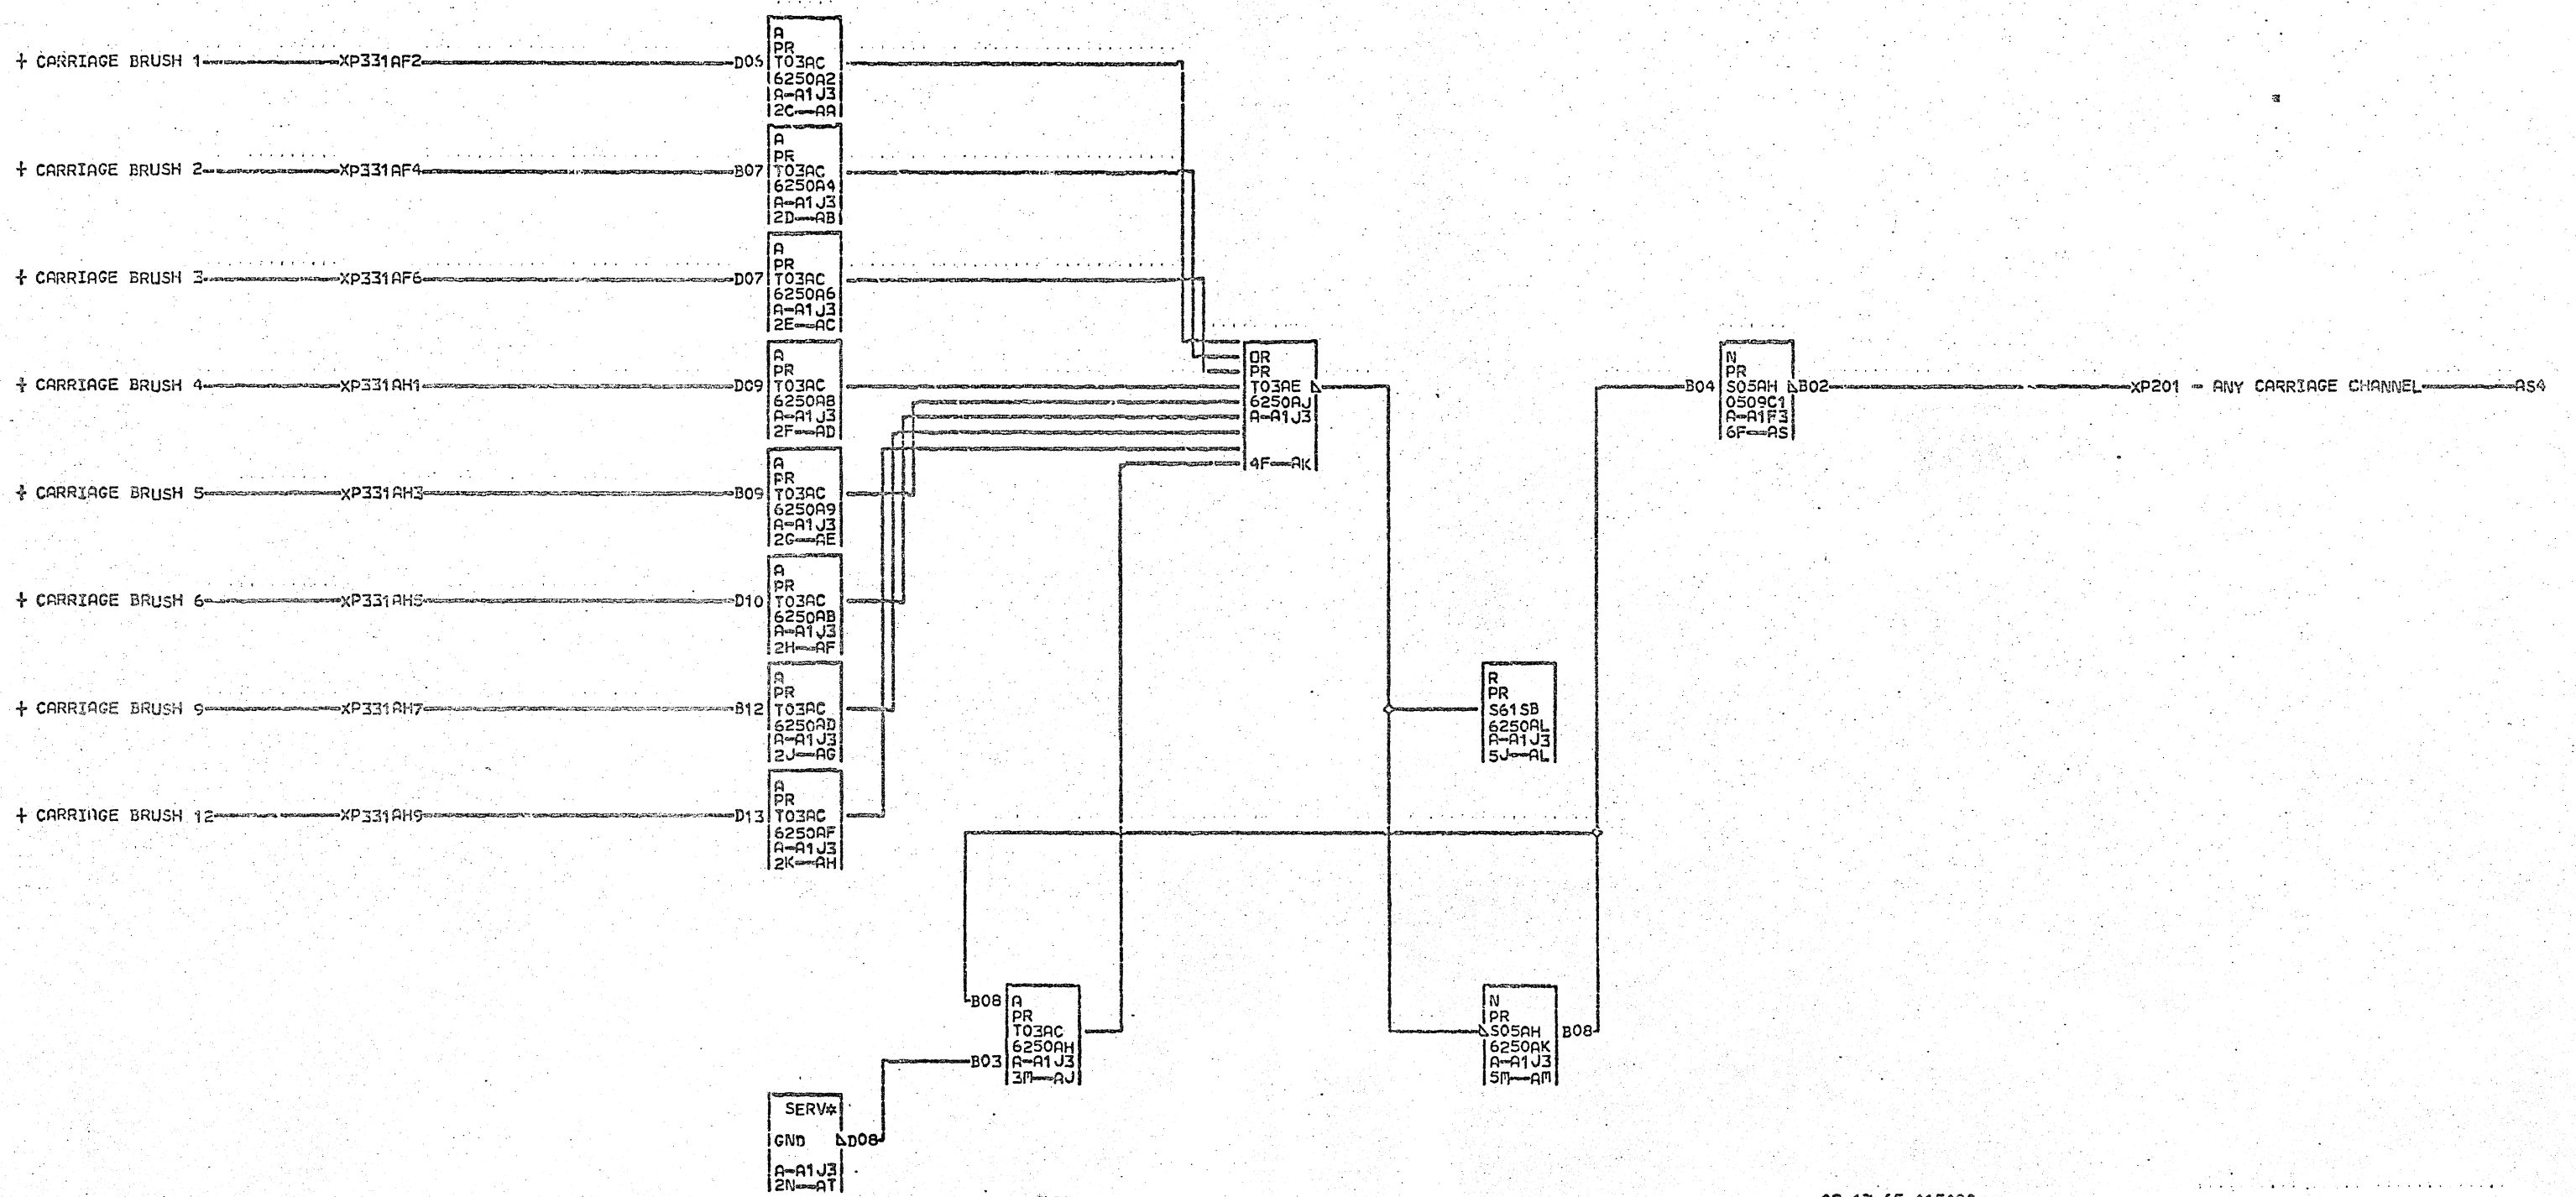 A
PR
+ CARRIAGE BRUSH 1 XP331AF2 D06 T03AC
6250A2
A-A1J3
2C--AA
A
PR
+ CARRIAGE BRUSH 2 XP331AF4 B07 T03AC
6250A4
A-A1J3
2D--AB
A
PR
+ CARRIAGE BRUSH 3 XP331AF6 D07 T03AC
6250A6
A-A1J3
2E--AC
A
PR
+ CARRIAGE BRUSH 4 XP331AH1 D09 T03AC
6250A8
A-A1J3
2F--AD
OR
PR
T03AE
6250AJ
A-A1J3
4F--AK
N
PR
B04 S05AH B02 XP201 - ANY CARRIAGE CHANNEL AS4
0509C1
A-A1F3
6F--AS
A
PR
+ CARRIAGE BRUSH 5 XP331AH3 B09 T03AC
6250A9
A-A1J3
2G--AE
A
PR
+ CARRIAGE BRUSH 6 XP331AH5 D10 T03AC
6250AB
A-A1J3
2H--AF
A
PR
+ CARRIAGE BRUSH 9 XP331AH7 B12 T03AC
6250AD
A-A1J3
2J--AG
R
PR
S61SB
6250AL
A-A1J3
5J--AL
A
PR
+ CARRIAGE BRUSH 12 XP331AH9 D13 T03AC
6250AF
A-A1J3
2K--AH
B08 A
PR
T03AC
6250AH
B03 A-A1J3
3M--AJ
N
PR
S05AH B08
6250AK
A-A1J3
5M--AM
SERV*
GND D08
A-A1J3
2N--AT